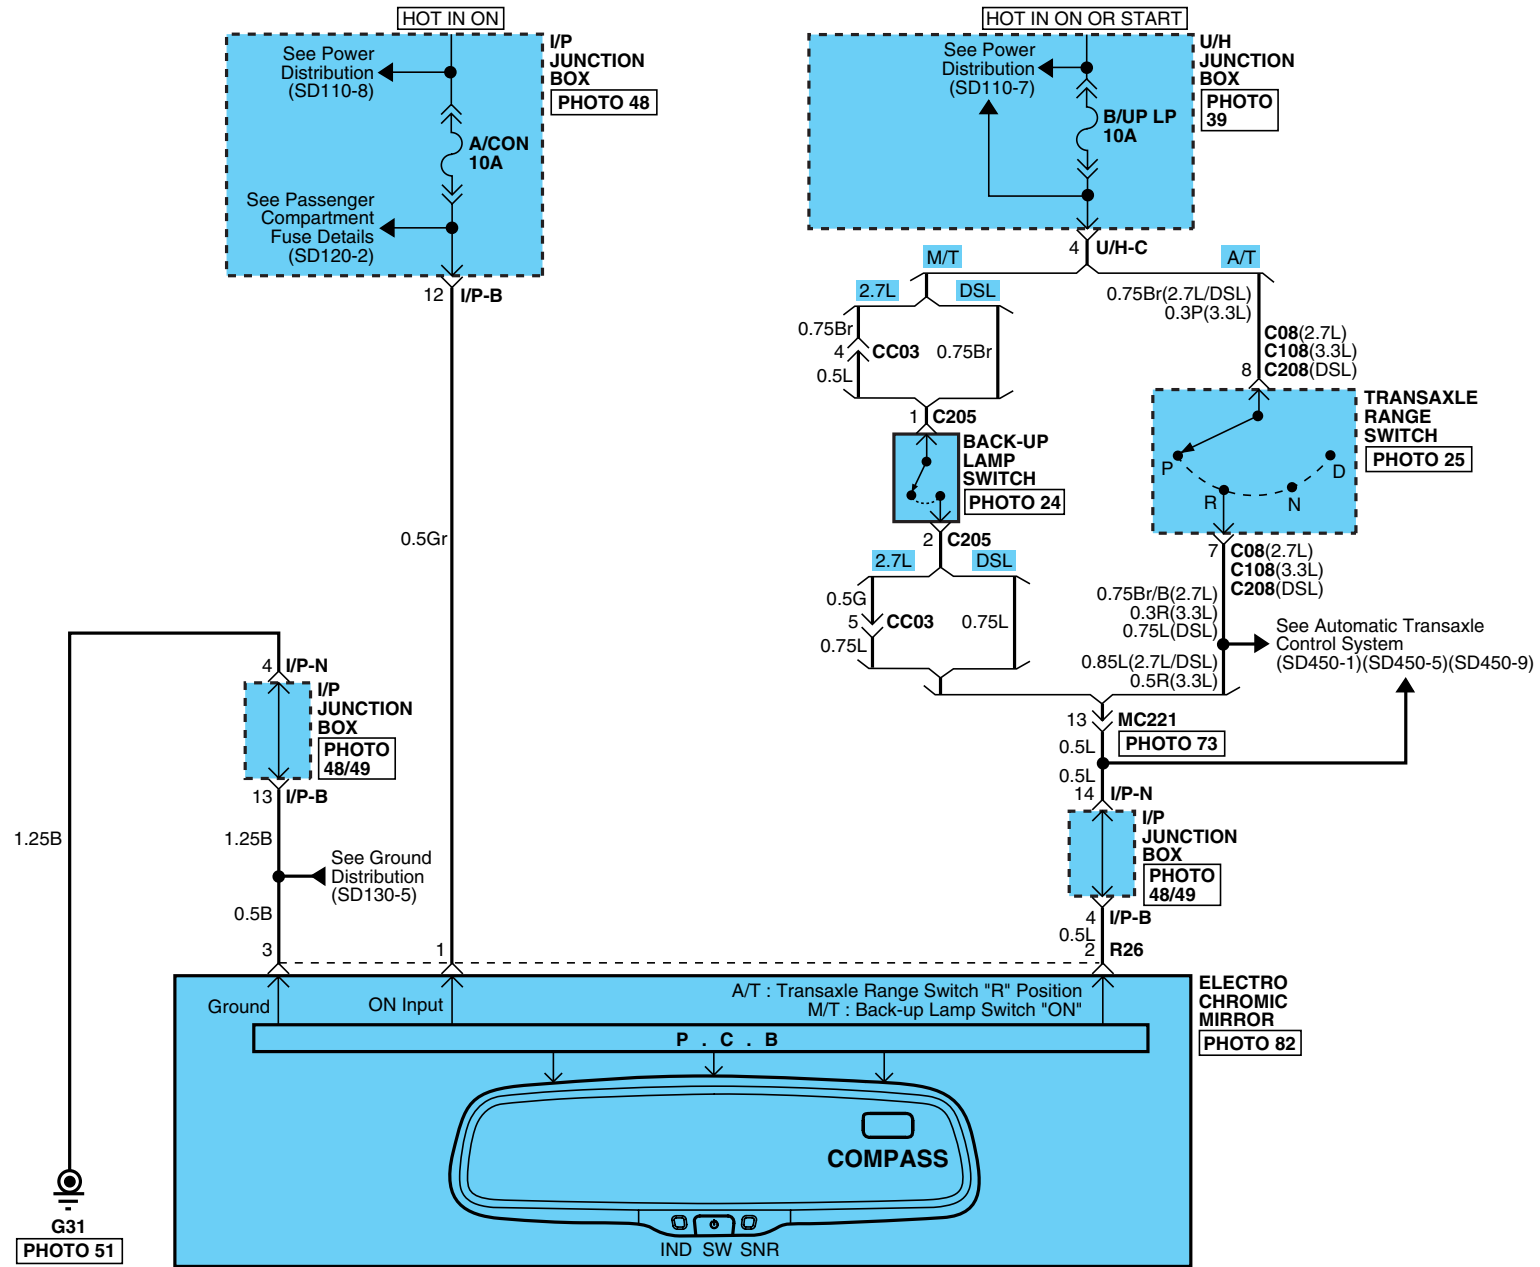 HOT IN ON
See Power
Distribution
(SD110-8)
A/CON
10A
See Passenger
Compartment
Fuse Details
(SD120-2)
I/P
JUNCTION
BOX
PHOTO 48
12 I/P-B
0.5Gr
HOT IN ON OR START
See Power
Distribution
(SD110-7)
B/UP LP
10A
U/H
JUNCTION
BOX
PHOTO
39
4 U/H-C
M/T
A/T
2.7L
DSL
0.75Br
4 CC03
0.5L
0.75Br
1 C205
BACK-UP
LAMP
SWITCH
PHOTO 24
2 C205
2.7L
DSL
0.5G
5 CC03
0.75L
0.75L
0.75Br(2.7L/DSL)
0.3P(3.3L)
C08(2.7L)
C108(3.3L)
8 C208(DSL)
TRANSAXLE
RANGE
SWITCH
PHOTO 25
P
R
N
D
7 C08(2.7L)
C108(3.3L)
C208(DSL)
0.75Br/B(2.7L)
0.3R(3.3L)
0.75L(DSL)
See Automatic Transaxle
Control System
(SD450-1)(SD450-5)(SD450-9)
0.85L(2.7L/DSL)
0.5R(3.3L)
13 MC221
PHOTO 73
0.5L
0.5L
14 I/P-N
I/P
JUNCTION
BOX
PHOTO
48/49
4 I/P-B
0.5L
2 R26
4 I/P-N
I/P
JUNCTION
BOX
PHOTO
48/49
13 I/P-B
1.25B
1.25B
See Ground
Distribution
(SD130-5)
0.5B
3
1
Ground
ON Input
A/T : Transaxle Range Switch "R" Position
M/T : Back-up Lamp Switch "ON"
P . C . B
ELECTRO
CHROMIC
MIRROR
PHOTO 82
COMPASS
IND SW SNR
G31
PHOTO 51